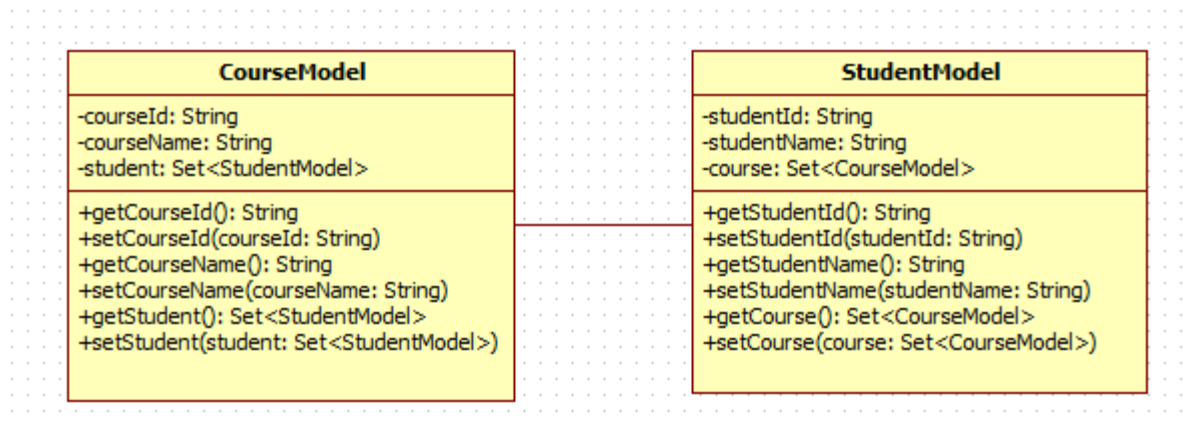 CourseModel
-courseId: String
-courseName: String
-student: Set<StudentModel>
+getCourseId(): String
+setCourseId(courseId: String)
+getCourseName(): String
+setCourseName(courseName: String)
+getStudent(): Set<StudentModel>
+setStudent(student: Set<StudentModel>)
StudentModel
-studentId: String
-studentName: String
-course: Set<CourseModel>
+getStudentId(): String
+setStudentId(studentId: String)
+getStudentName(): String
+setStudentName(studentName: String)
+getCourse(): Set<CourseModel>
+setCourse(course: Set<CourseModel>)